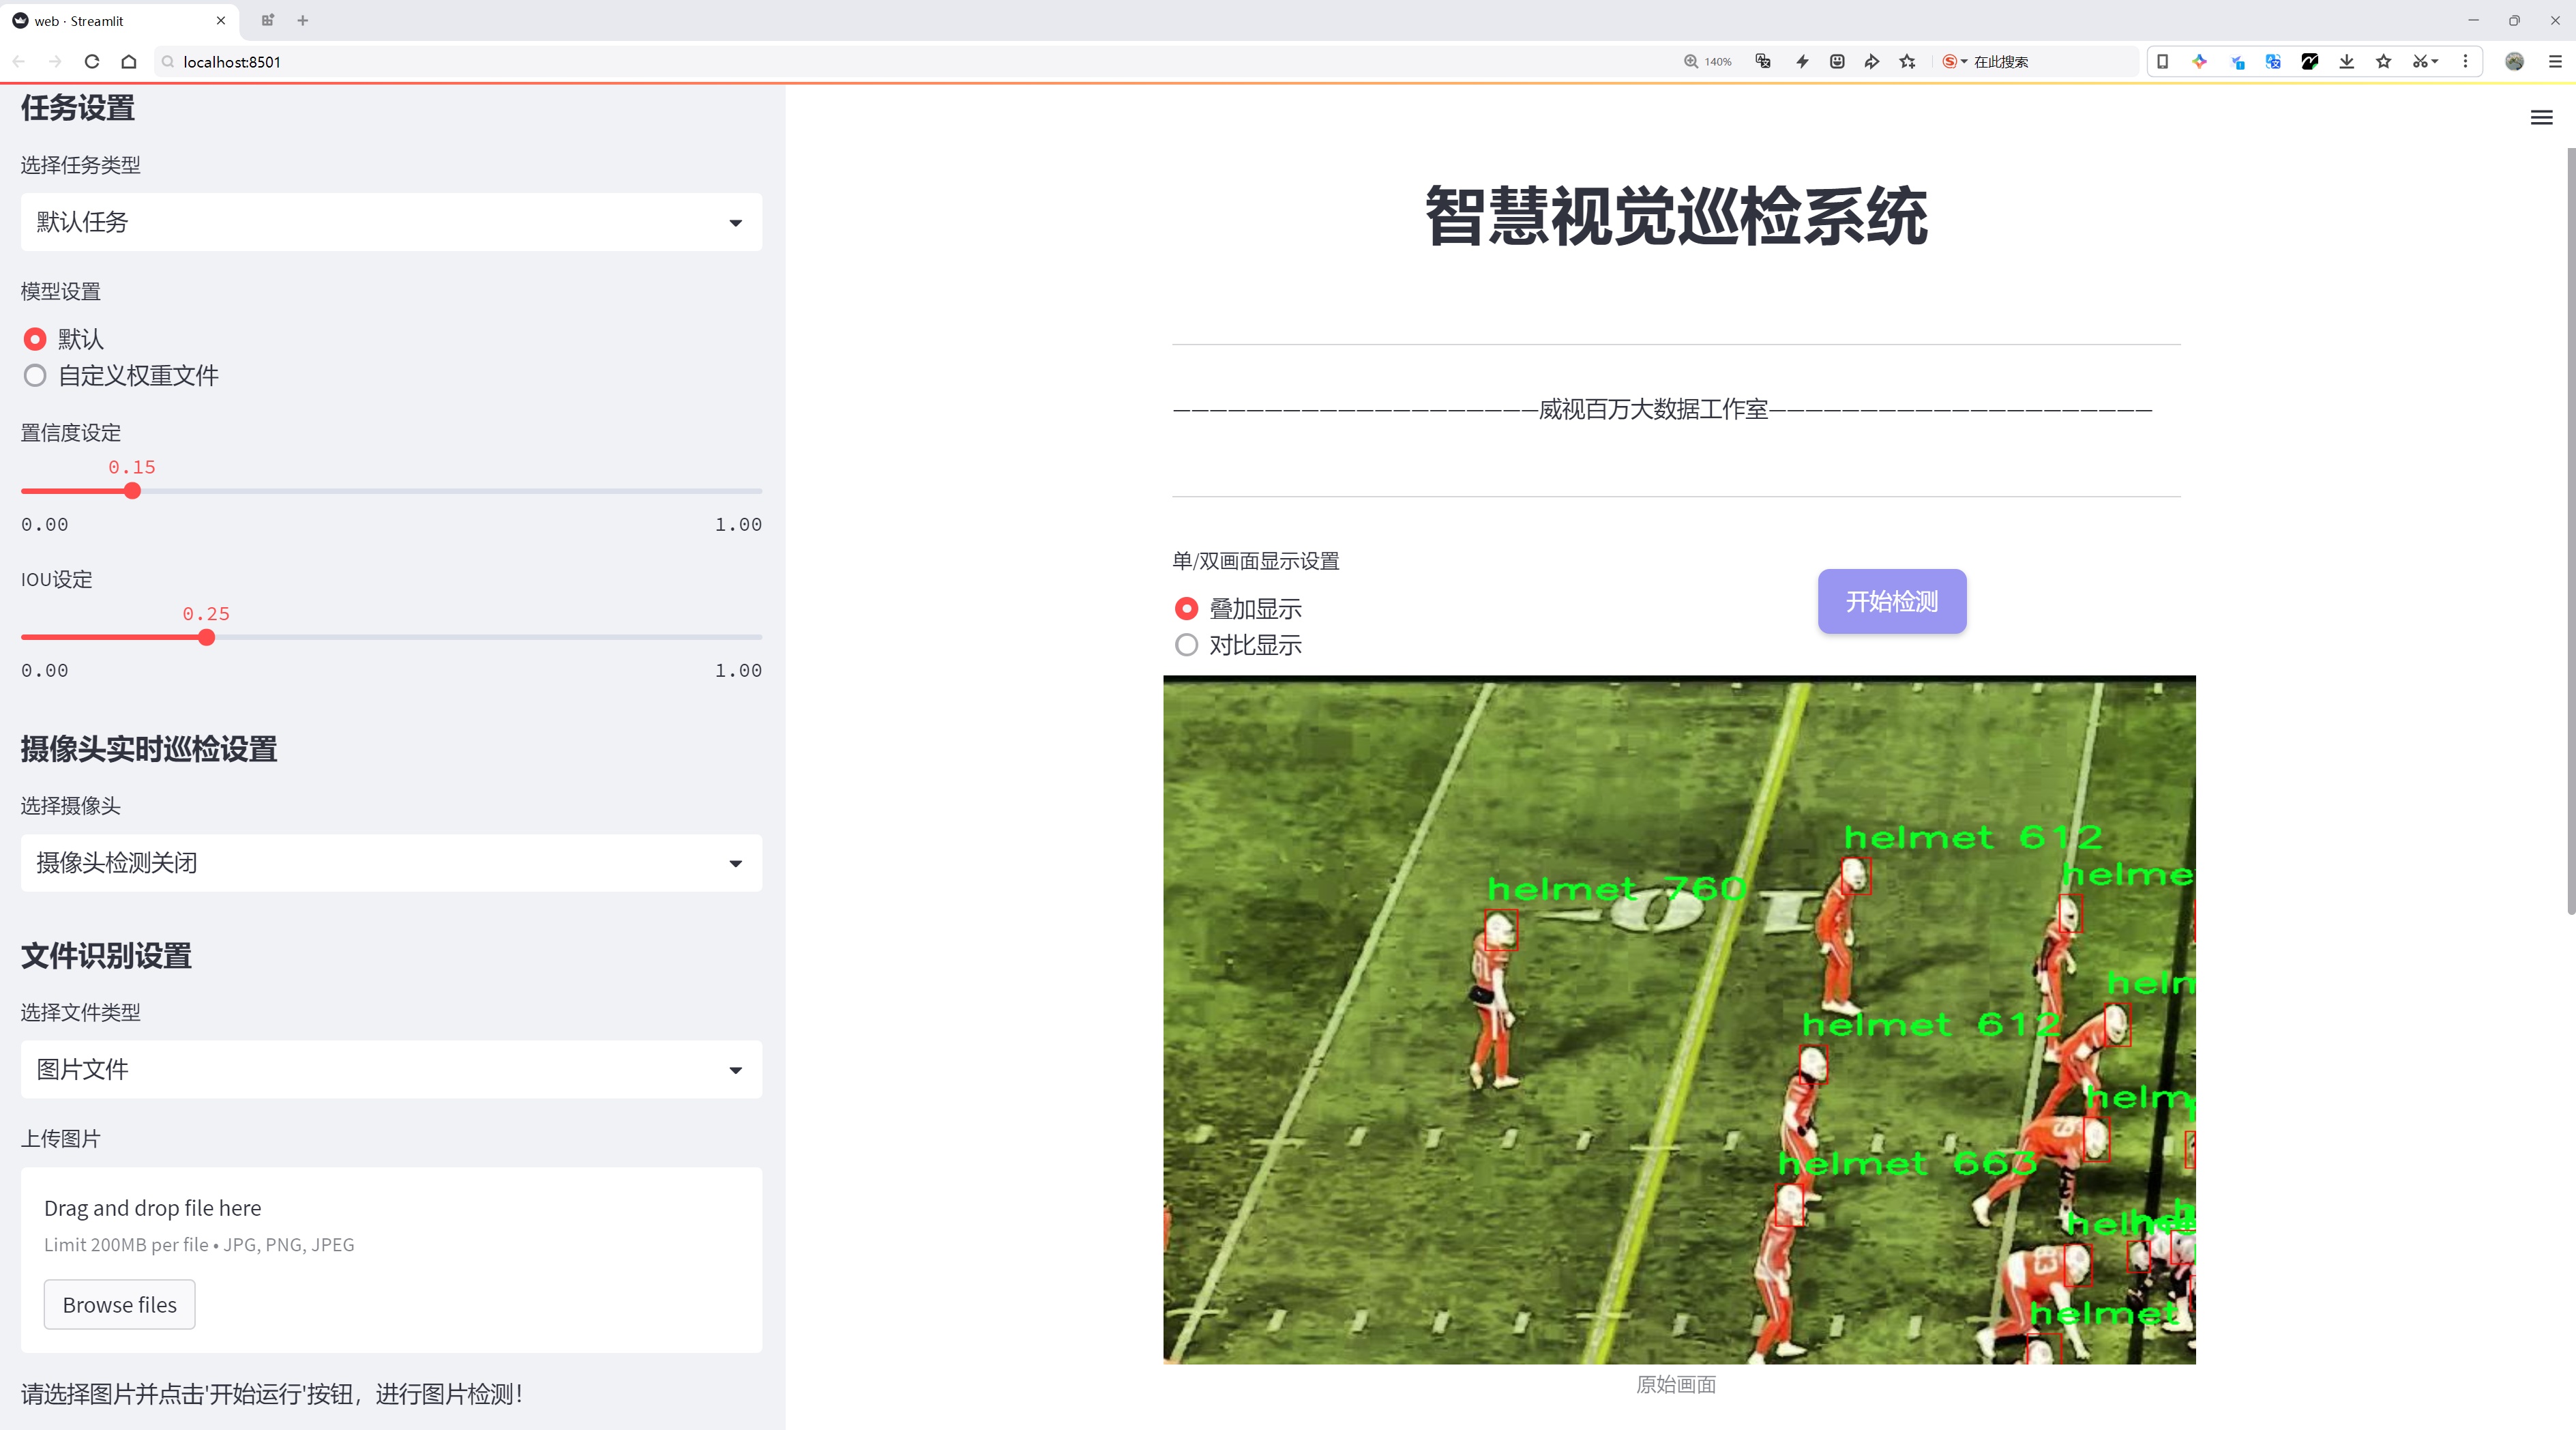 web · Streamlit
localhost:8501
140%
在此搜索
任务设置
选择任务类型
默认任务
模型设置
默认
自定义权重文件
置信度设定
0.15
0.00
1.00
IOU设定
0.25
0.00
1.00
摄像头实时巡检设置
选择摄像头
摄像头检测关闭
文件识别设置
选择文件类型
图片文件
上传图片
Drag and drop file here
Limit 200MB per file • JPG, PNG, JPEG
Browse files
请选择图片并点击'开始运行'按钮，进行图片检测！
智慧视觉巡检系统
————————————————————威视百万大数据工作室—————————————————————
单/双画面显示设置
叠加显示
对比显示
开始检测
helmet 612
helme
helmet 760
helm
helmet 612
helm
helmet 663
helmet
原始画面